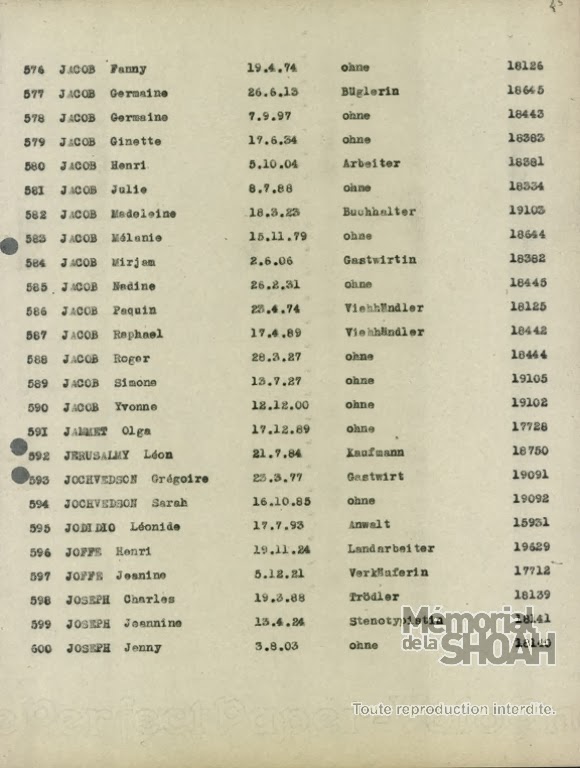 576 JACOB Fanny 19.4.74 ohne 18126
577 JACOB Germaine 26.6.13 Büglerin 18645
578 JACOB Germaine 7.9.97 ohne 18443
579 JACOB Ginette 17.6.34 ohne 18383
580 JACOB Henri 5.10.04 Arbeiter 18381
581 JACOB Julie 8.7.88 ohne 18334
582 JACOB Madeleine 18.3.23 Buchhalter 19103
583 JACOB Mélanie 15.11.79 ohne 18644
584 JACOB Mirjam 2.6.06 Gastwirtin 18382
585 JACOB Nadine 26.2.31 ohne 18445
586 JACOB Paquin 23.4.74 Viehhändler 18125
587 JACOB Raphael 17.4.89 Viehhändler 18442
588 JACOB Roger 28.3.27 ohne 18444
589 JACOB Simone 13.7.27 ohne 19105
590 JACOB Yvonne 12.12.00 ohne 19102
591 JAMMET Olga 17.12.89 ohne 17728
592 JERUSALMY Léon 21.7.84 Kaufmann 18750
593 JOCHVEDSON Grégoire 23.3.77 Gastwirt 19091
594 JOCHVEDSON Sarah 16.10.85 ohne 19092
595 JODIDIO Léonide 17.7.93 Anwalt 15931
596 JOFFE Henri 19.11.24 Landarbeiter 19629
597 JOFFE Jeanine 5.12.21 Verkäuferin 17712
598 JOSEPH Charles 19.3.88 Trödler 18139
599 JOSEPH Jeannine 13.4.24 Stenotypistin 18141
600 JOSEPH Jenny 3.8.03 ohne 18140
Mémorial
de la SHOAH
Toute reproduction interdite.